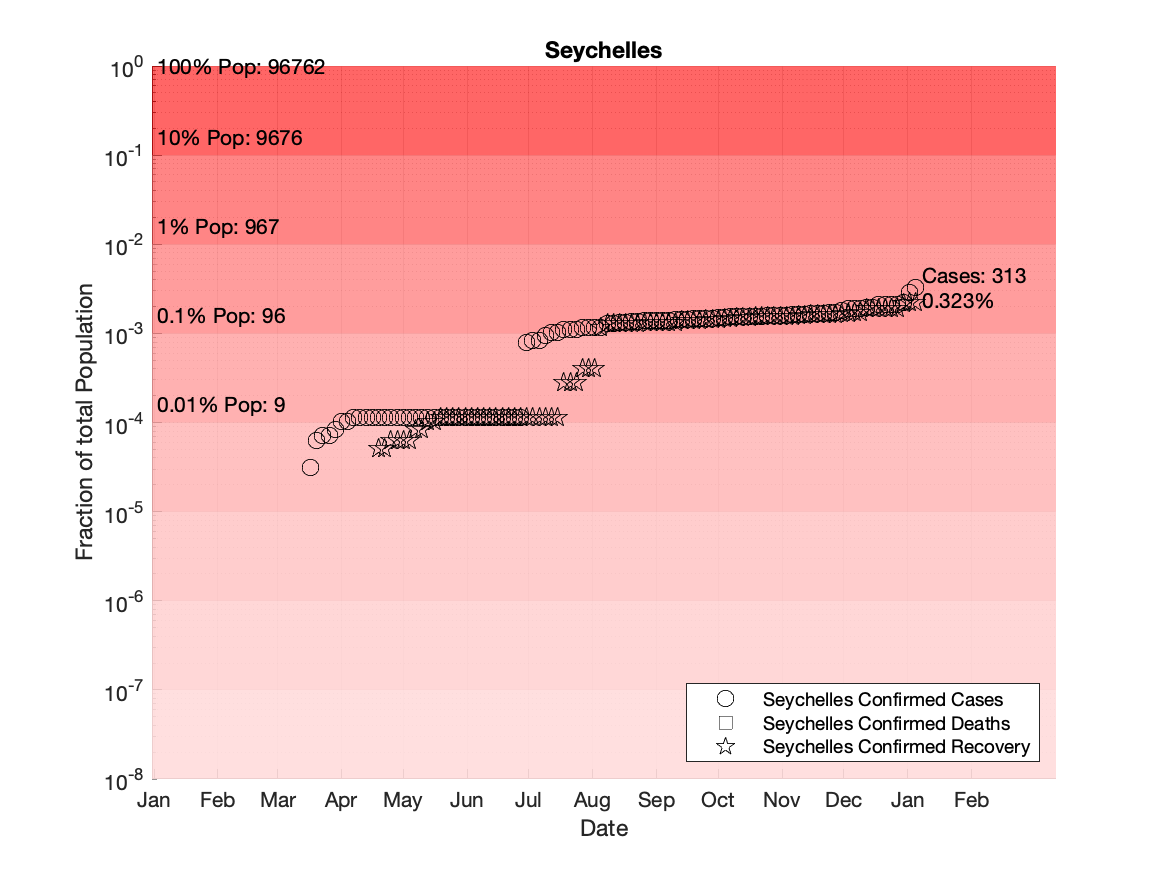 Seychelles
10^0
100% Pop: 96762
10% Pop: 9676
10^-1
1% Pop: 967
10^-2
Cases: 313
0.323%
0.1% Pop: 96
10^-3
0.01% Pop: 9
10^-4
10^-5
10^-6
10^-7
10^-8
Fraction of total Population
Seychelles Confirmed Cases
Seychelles Confirmed Deaths
Seychelles Confirmed Recovery
Jan Feb Mar Apr May Jun Jul Aug Sep Oct Nov Dec Jan Feb
Date